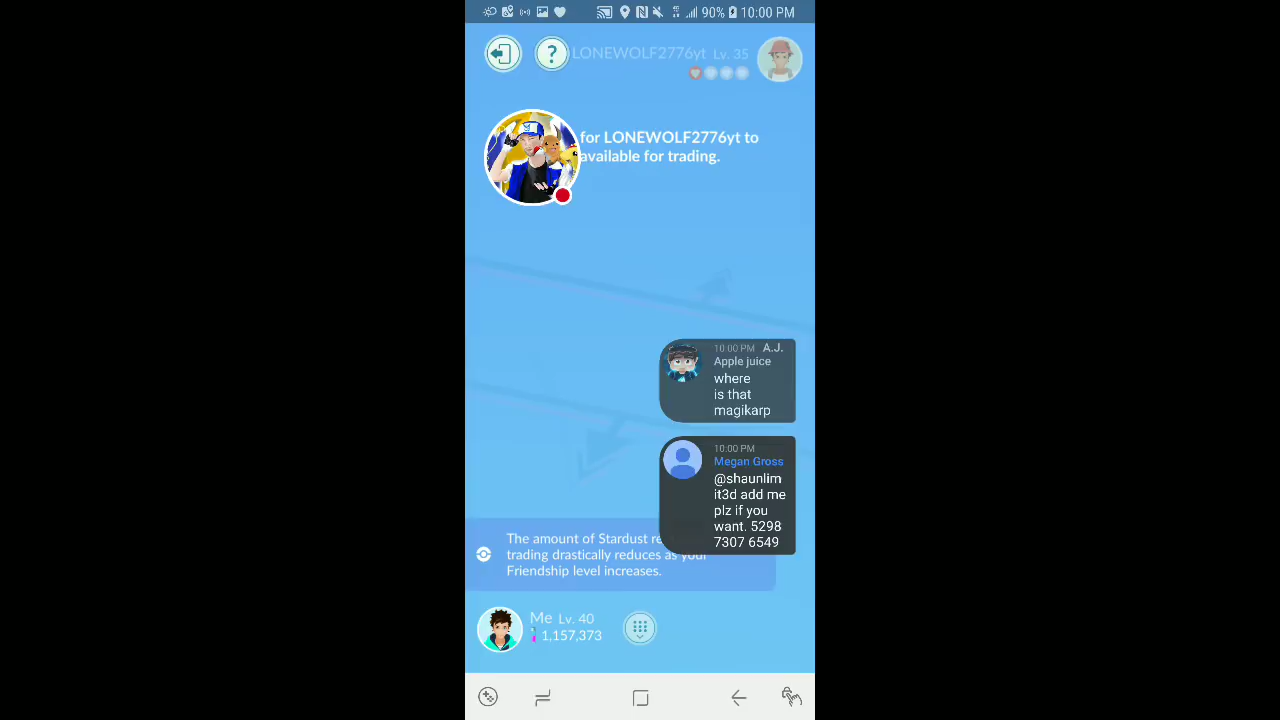 90% 10:00 PM
?
LONEWOLF2776yt Lv. 35
for LONEWOLF2776yt to
available for trading.
10:00 PM A.J.
Apple juice
where
is that
magikarp
10:00 PM
Megan Gross
@shaunlim
it3d add me
plz if you
want. 5298
7307 6549
The amount of Stardust re
trading drastically reduces as your
Friendship level increases.
Me Lv. 40
1,157,373